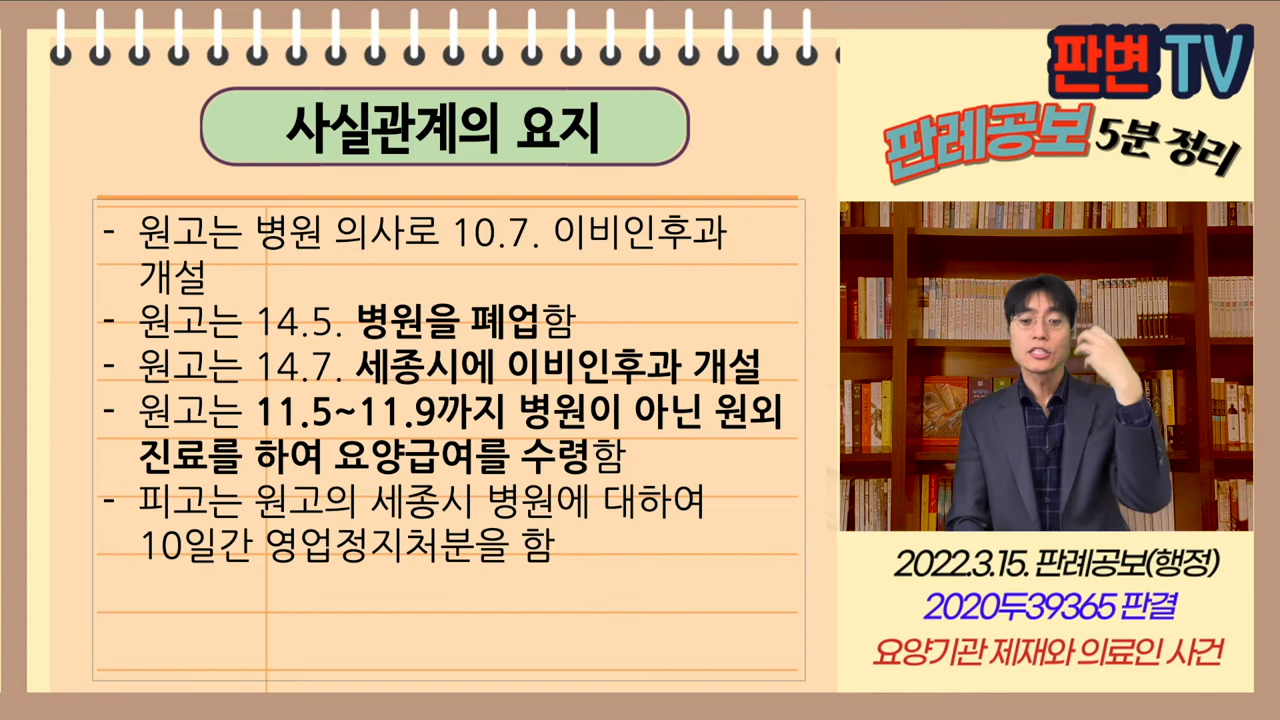 사실관계의 요지
- 원고는 병원 의사로 10.7. 이비인후과
개설
- 원고는 14.5. 병원을 폐업함
- 원고는 14.7. 세종시에 이비인후과 개설
- 원고는 11.5~11.9까지 병원이 아닌 원외
진료를 하여 요양급여를 수령함
- 피고는 원고의 세종시 병원에 대하여
10일간 영업정지처분을 함
판변 TV
판례공보 5분 정리
2022.3.15. 판례공보(행정)
2020두39365 판결
요양기관 제재와 의료인 사건